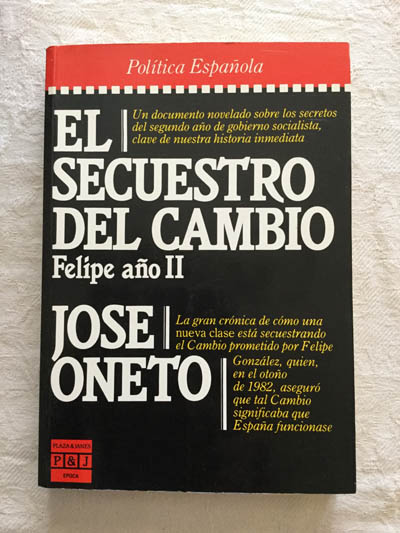 Política Española
EL
Un documento novelado sobre los secretos
del segundo año de gobierno socialista,
clave de nuestra historia inmediata
SECUESTRO
DEL CAMBIO
Felipe año II
JOSE
ONETO
La gran crónica de cómo una
nueva clase está secuestrando
el Cambio prometido por Felipe
González, quien,
en el otoño
de 1982, aseguró
que tal Cambio
significaba que
España funcionase
PLAZA & JANES
P&J
EPOCA